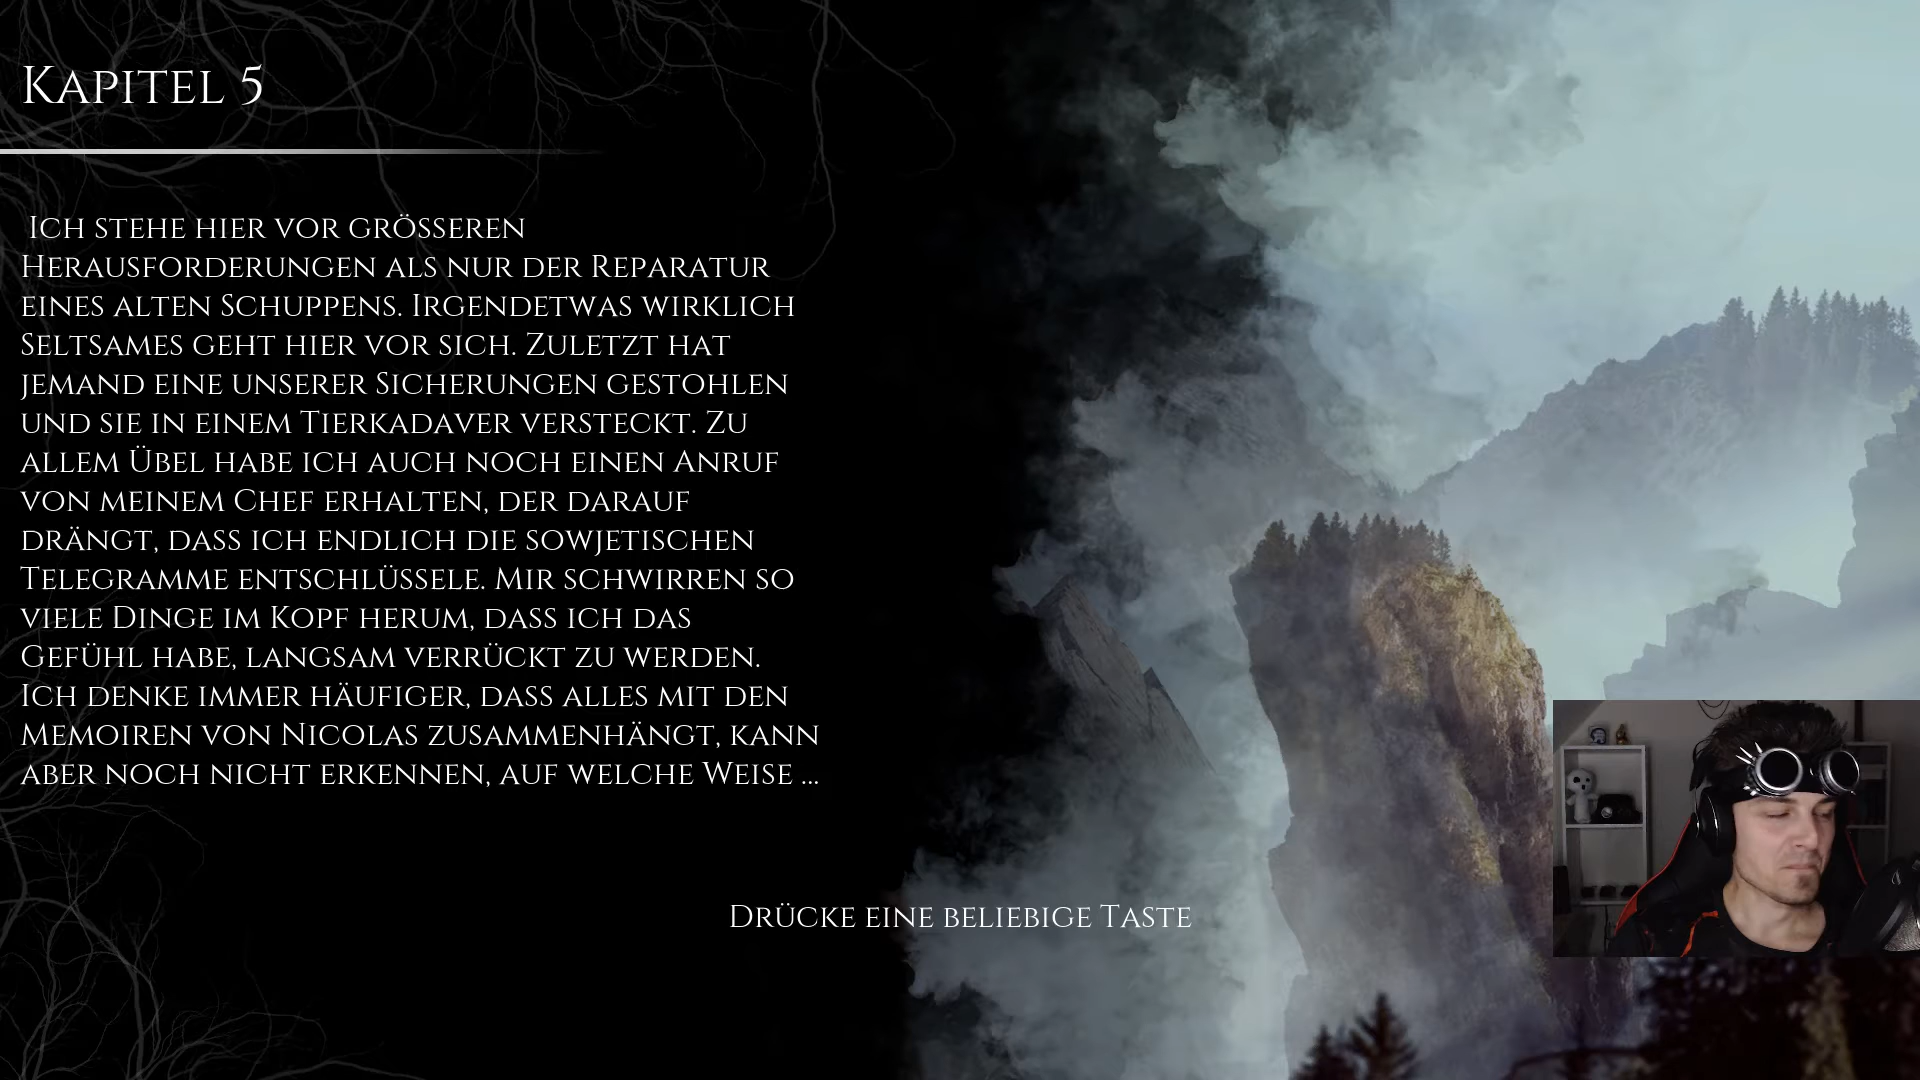 Kapitel 5
Ich stehe hier vor grösseren
Herausforderungen als nur der Reparatur
eines alten Schuppens. Irgendetwas wirklich
Seltsames geht hier vor sich. Zuletzt hat
jemand eine unserer Sicherungen gestohlen
und sie in einem Tierkadaver versteckt. Zu
allem Übel habe ich auch noch einen Anruf
von meinem Chef erhalten, der darauf
drängt, dass ich endlich die sowjetischen
Telegramme entschlüssele. Mir schwirren so
viele Dinge im Kopf herum, dass ich das
Gefühl habe, langsam verrückt zu werden.
Ich denke immer häufiger, dass alles mit den
Memoiren von Nicolas zusammenhängt, kann
aber noch nicht erkennen, auf welche Weise ...
Drücke eine beliebige Taste